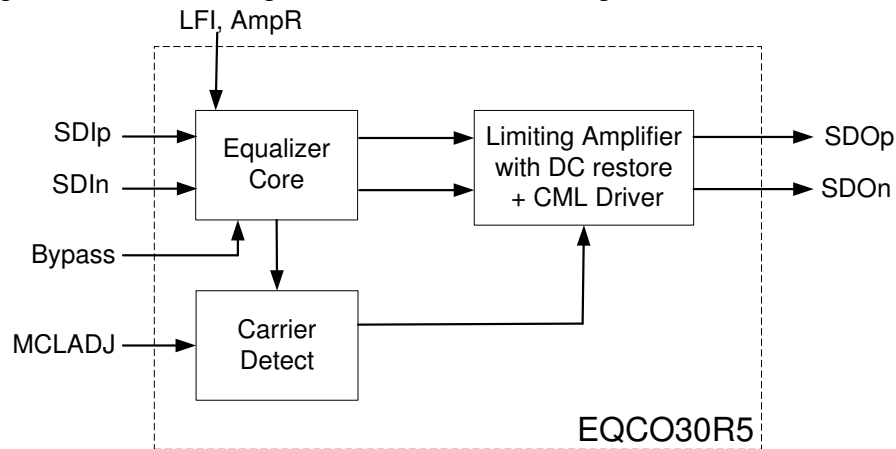 LFI, AmpR
SDIp
SDIn
Bypass
MCLADJ
Equalizer
Core
Carrier
Detect
Limiting Amplifier
with DC restore
+ CML Driver
SDOp
SDOn
EQCO30R5